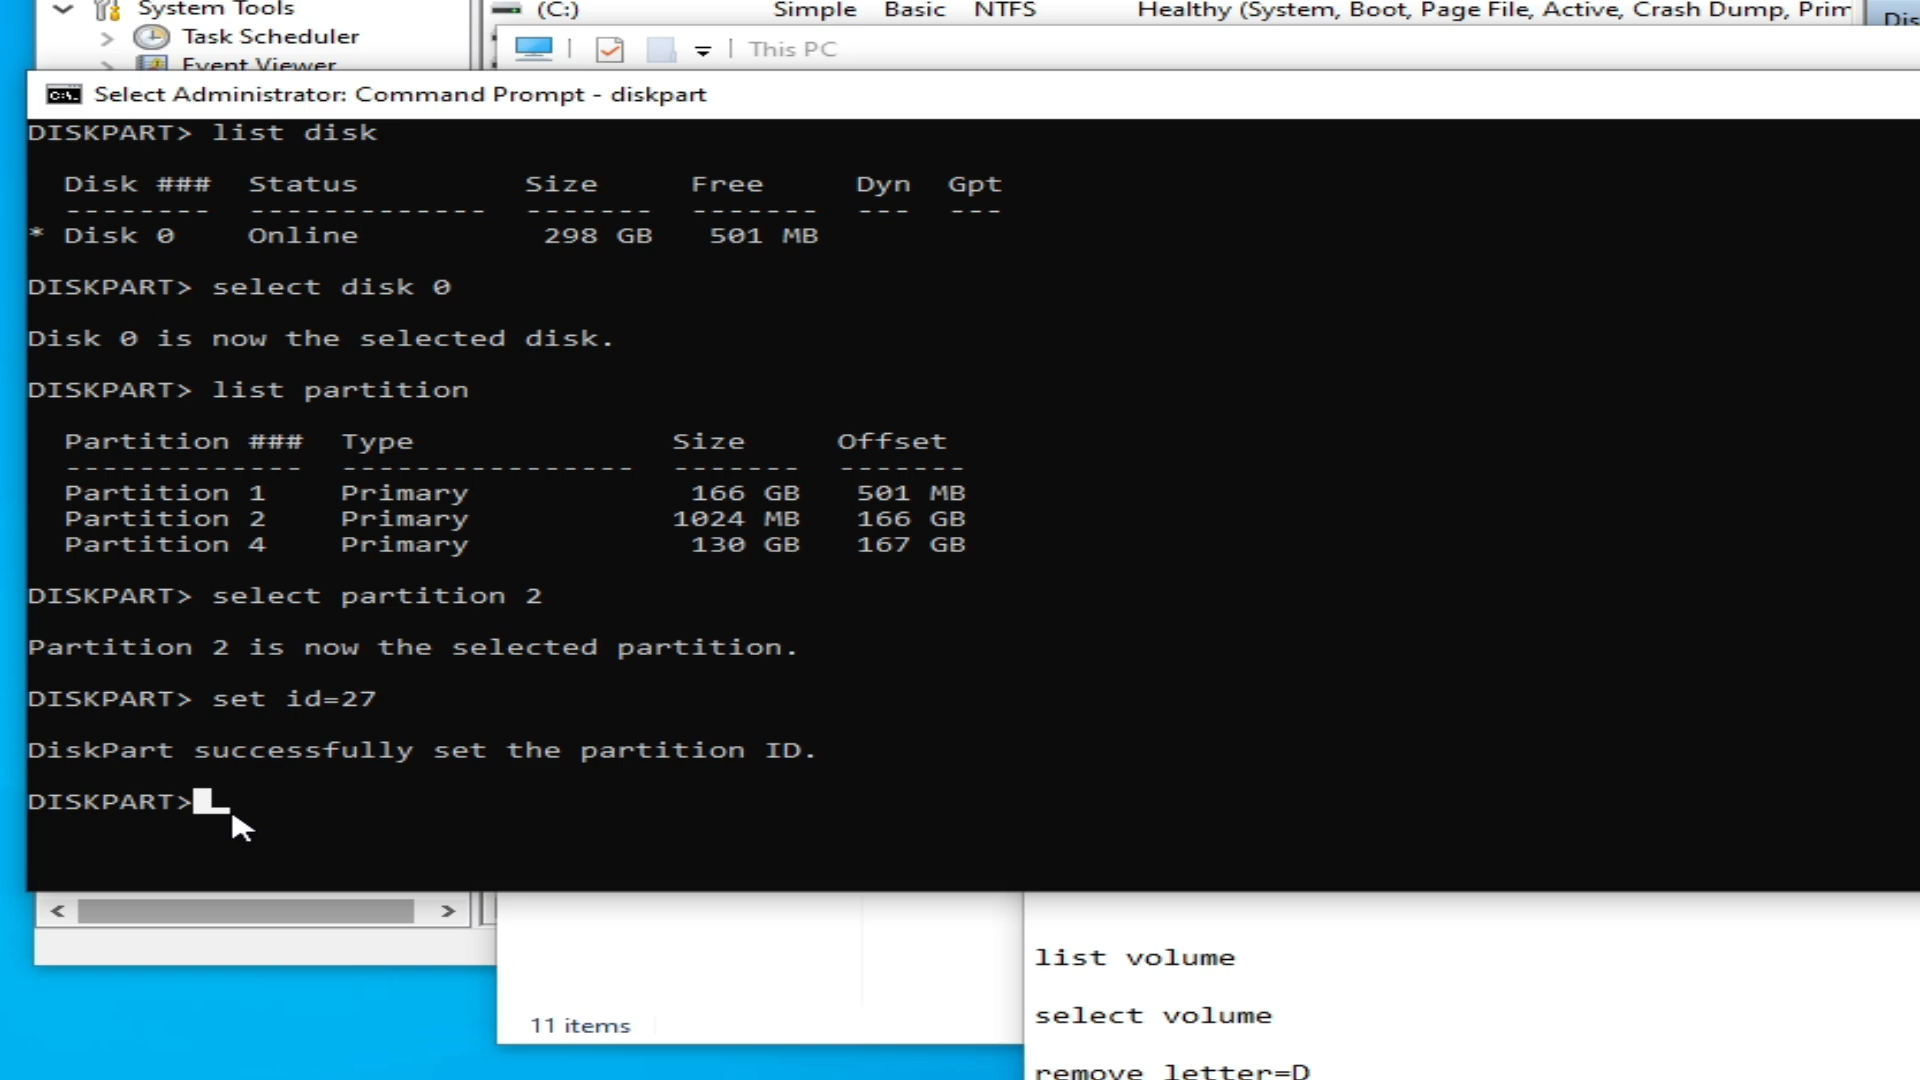 System Tools
Task Scheduler
Event Viewer
(C:) Simple Basic NTFS Healthy (System, Boot, Page File, Active, Crash Dump, Prim
Dis
This PC
Select Administrator: Command Prompt - diskpart
DISKPART> list disk
Disk ### Status Size Free Dyn Gpt
-------- ------------- ------- ------- --- ---
* Disk 0 Online 298 GB 501 MB
DISKPART> select disk 0
Disk 0 is now the selected disk.
DISKPART> list partition
Partition ### Type Size Offset
------------- ---------------- ------- -------
Partition 1 Primary 166 GB 501 MB
Partition 2 Primary 1024 MB 166 GB
Partition 4 Primary 130 GB 167 GB
DISKPART> select partition 2
Partition 2 is now the selected partition.
DISKPART> set id=27
DiskPart successfully set the partition ID.
DISKPART>
list volume
select volume
remove letter=D
11 items